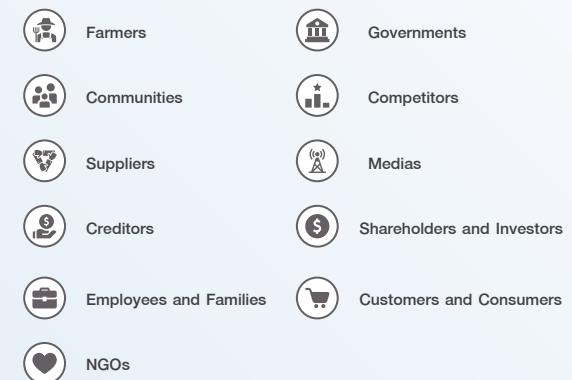 Farmers
Governments
Communities
Competitors
Suppliers
Medias
Creditors
Shareholders and Investors
Employees and Families
Customers and Consumers
NGOs